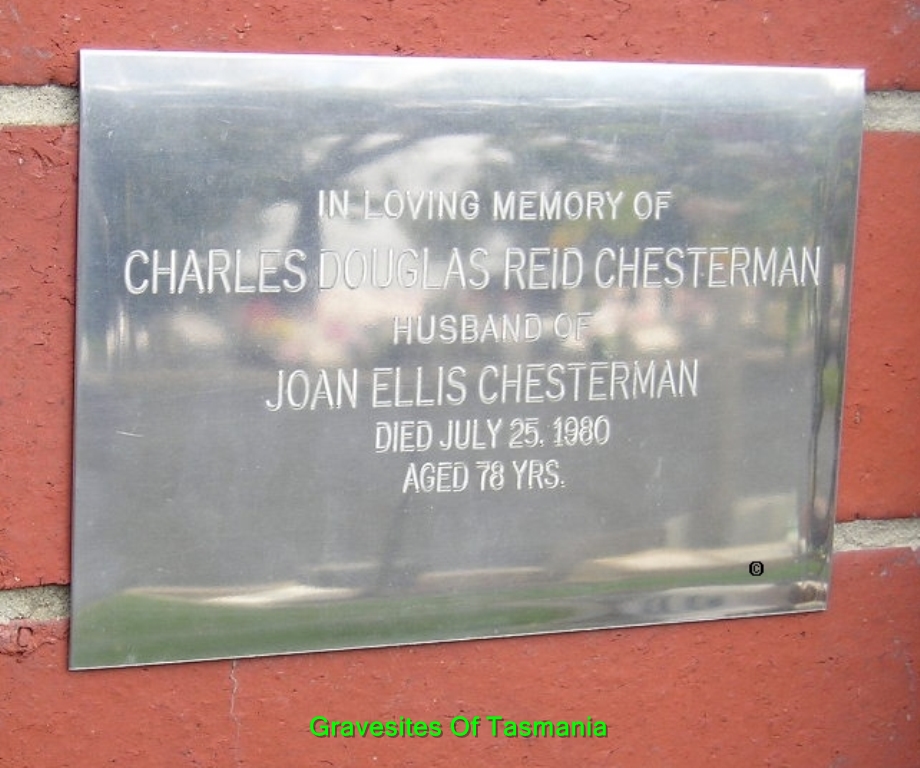 IN LOVING MEMORY OF
CHARLES DOUGLAS REID CHESTERMAN
HUSBAND OF
JOAN ELLIS CHESTERMAN
DIED JULY 25, 1980
AGED 78 YRS.
©
Gravesites Of Tasmania